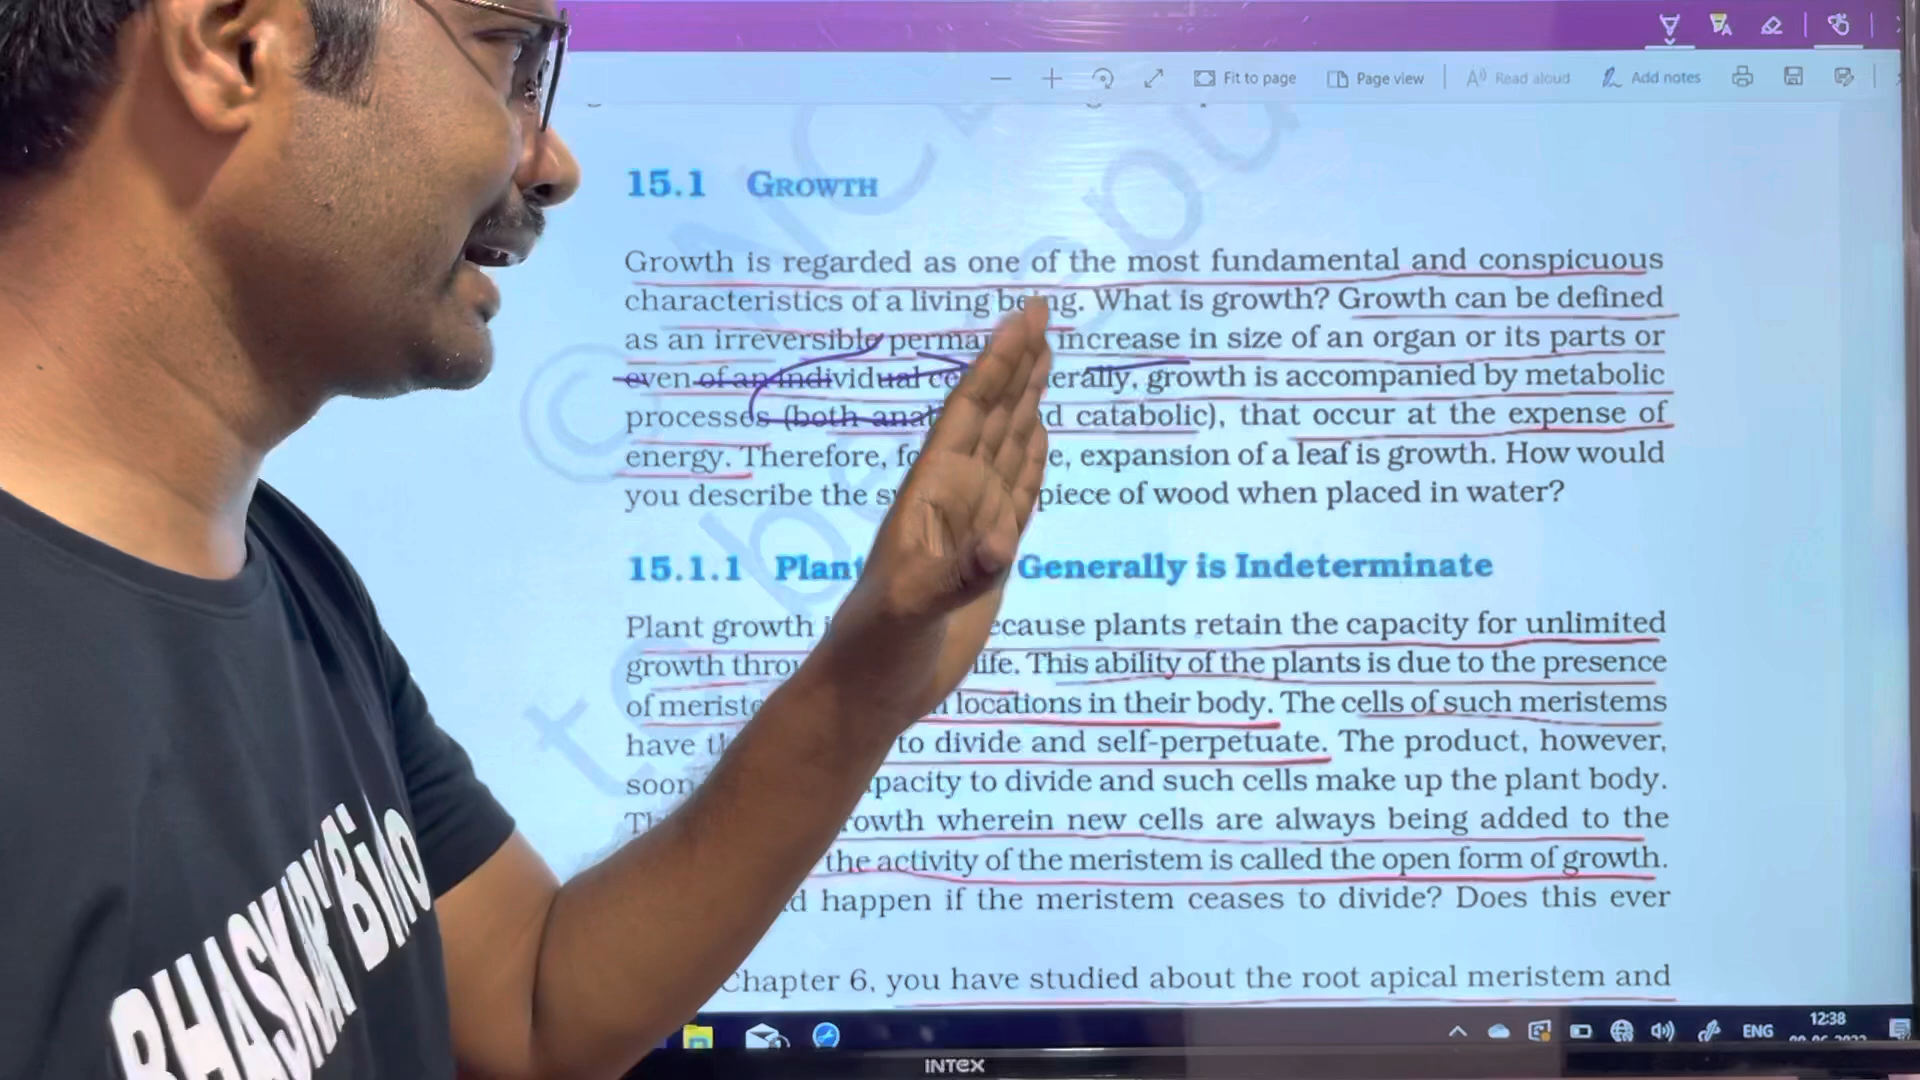 Fit to page
Page view
Read aloud
Add notes
15.1 GROWTH
Growth is regarded as one of the most fundamental and conspicuous
characteristics of a living being. What is growth? Growth can be defined
as an irreversible perma increase in size of an organ or its parts or
even of an individual ce erally, growth is accompanied by metabolic
processes (both ana d catabolic), that occur at the expense of
energy. Therefore, fo e, expansion of a leaf is growth. How would
you describe the s piece of wood when placed in water?
15.1.1 Plant Generally is Indeterminate
Plant growth i ecause plants retain the capacity for unlimited
growth throu life. This ability of the plants is due to the presence
of meriste locations in their body. The cells of such meristems
have t to divide and self-perpetuate. The product, however,
soon pacity to divide and such cells make up the plant body.
Th rowth wherein new cells are always being added to the
the activity of the meristem is called the open form of growth.
d happen if the meristem ceases to divide? Does this ever
Chapter 6, you have studied about the root apical meristem and
BHASKAR Bio
ENG
12:38
INTEX